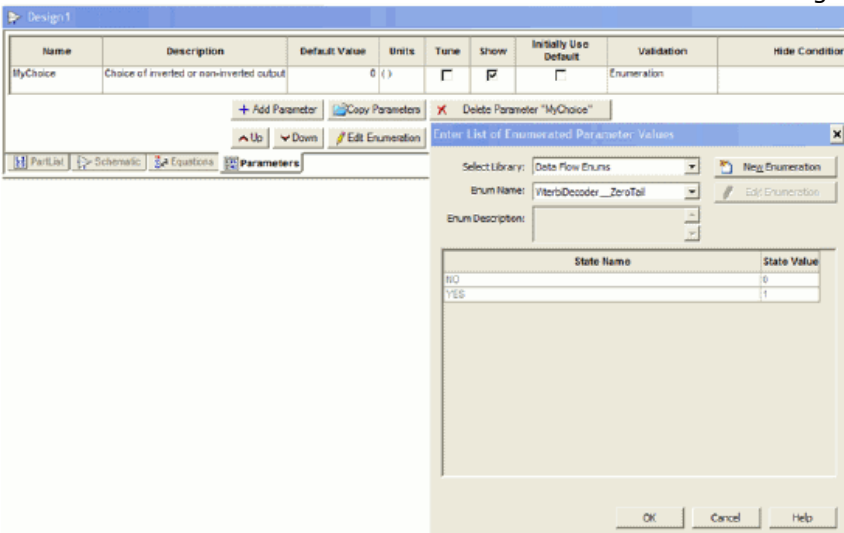 Design1
Name Description Default Value Units Tune Show Initially Use Default Validation Hide Condition
MyChoice Choice of inverted or non-inverted output 0 ( ) Enumeration
+ Add Parameter Copy Parameters X Delete Parameter "MyChoice"
Up Down Edit Enumeration
PartList Schematic Equations Parameters
Enter List of Enumerated Parameter Values
Select Library: Data Flow Enums New Enumeration
Enum Name: ViterbiDecoder__ZeroTail Edit Enumeration
Enum Description:
State Name State Value
NO 0
YES 1
OK Cancel Help